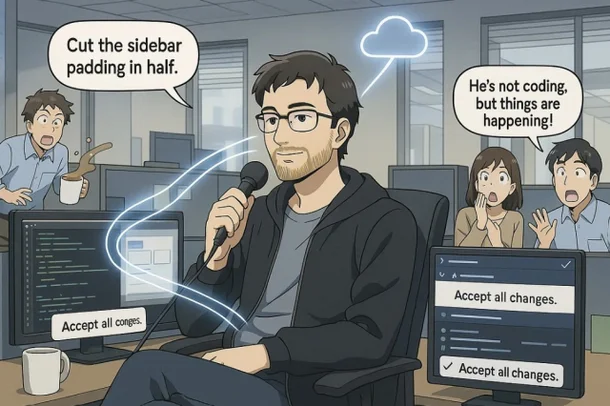 Cut the sidebar
padding in half.
He's not coding,
but things are
happening!
Accept all conges.
Accept all changes.
Accept all changes.